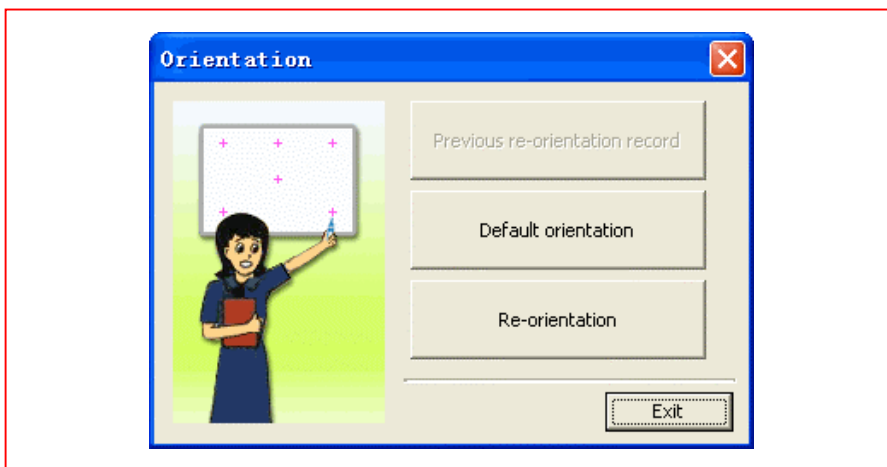 Orientation
Previous re-orientation record
Default orientation
Re-orientation
Exit